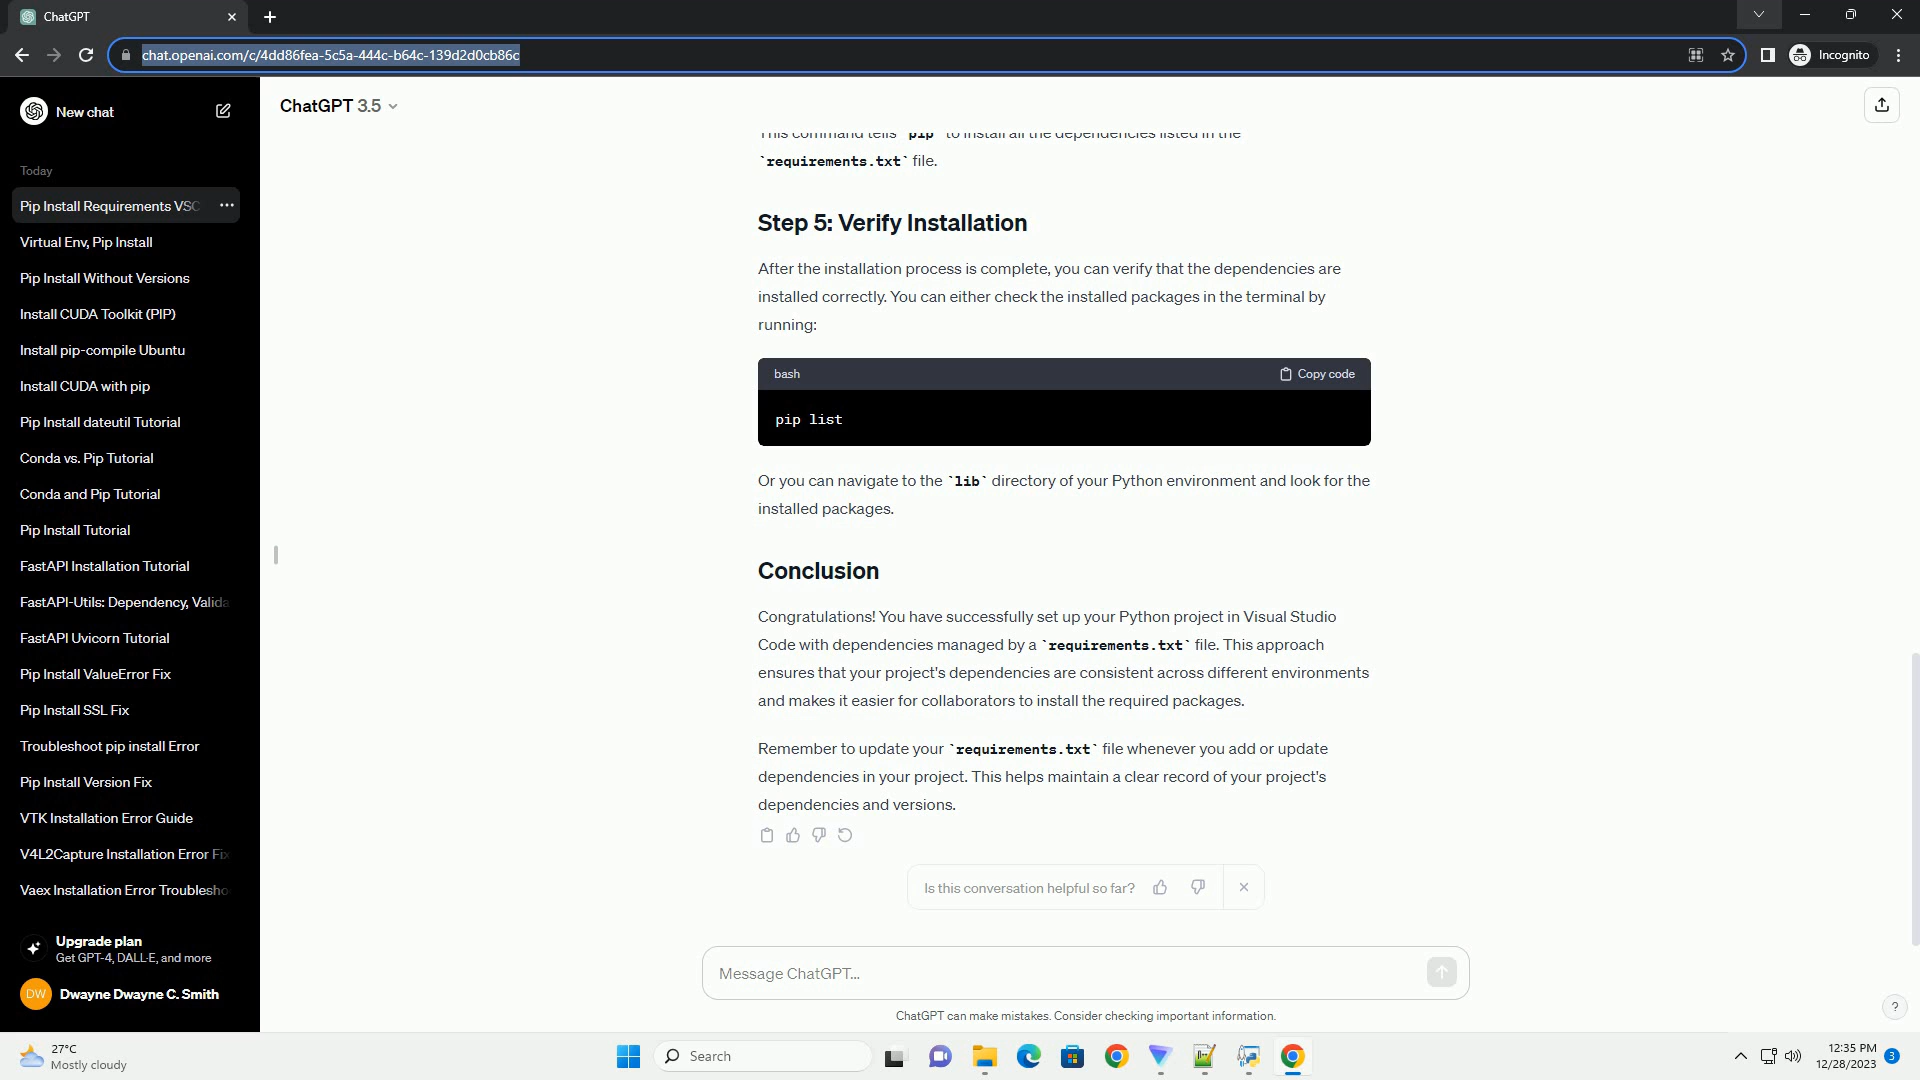 ChatGPT
chat.openai.com/c/4dd86fea-5c5a-444c-b64c-139d2d0cb86c
Incognito
New chat
Today
Pip Install Requirements VSC
Virtual Env, Pip Install
Pip Install Without Versions
Install CUDA Toolkit (PIP)
Install pip-compile Ubuntu
Install CUDA with pip
Pip Install dateutil Tutorial
Conda vs. Pip Tutorial
Conda and Pip Tutorial
Pip Install Tutorial
FastAPI Installation Tutorial
FastAPI-Utils: Dependency, Valida
FastAPI Uvicorn Tutorial
Pip Install ValueError Fix
Pip Install SSL Fix
Troubleshoot pip install Error
Pip Install Version Fix
VTK Installation Error Guide
V4L2Capture Installation Error Fix
Vaex Installation Error Troublesho
Upgrade plan
Get GPT-4, DALL·E, and more
DW
Dwayne Dwayne C. Smith
ChatGPT 3.5
This command tells `pip` to install all the dependencies listed in the
`requirements.txt` file.
Step 5: Verify Installation
After the installation process is complete, you can verify that the dependencies are
installed correctly. You can either check the installed packages in the terminal by
running:
bash
Copy code
pip list
Or you can navigate to the `lib` directory of your Python environment and look for the
installed packages.
Conclusion
Congratulations! You have successfully set up your Python project in Visual Studio
Code with dependencies managed by a `requirements.txt` file. This approach
ensures that your project's dependencies are consistent across different environments
and makes it easier for collaborators to install the required packages.
Remember to update your `requirements.txt` file whenever you add or update
dependencies in your project. This helps maintain a clear record of your project's
dependencies and versions.
Is this conversation helpful so far?
Message ChatGPT...
ChatGPT can make mistakes. Consider checking important information.
?
27°C
Mostly cloudy
Search
12:35 PM
12/28/2023
3